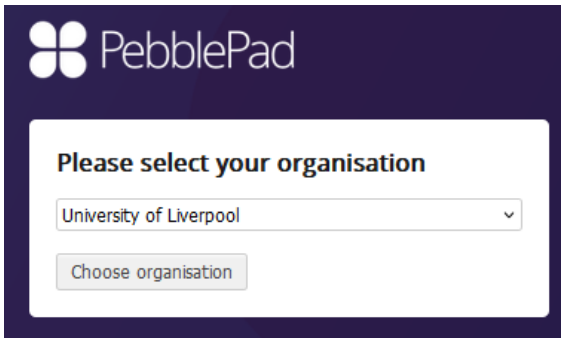 PebblePad
Please select your organisation
University of Liverpool
Choose organisation